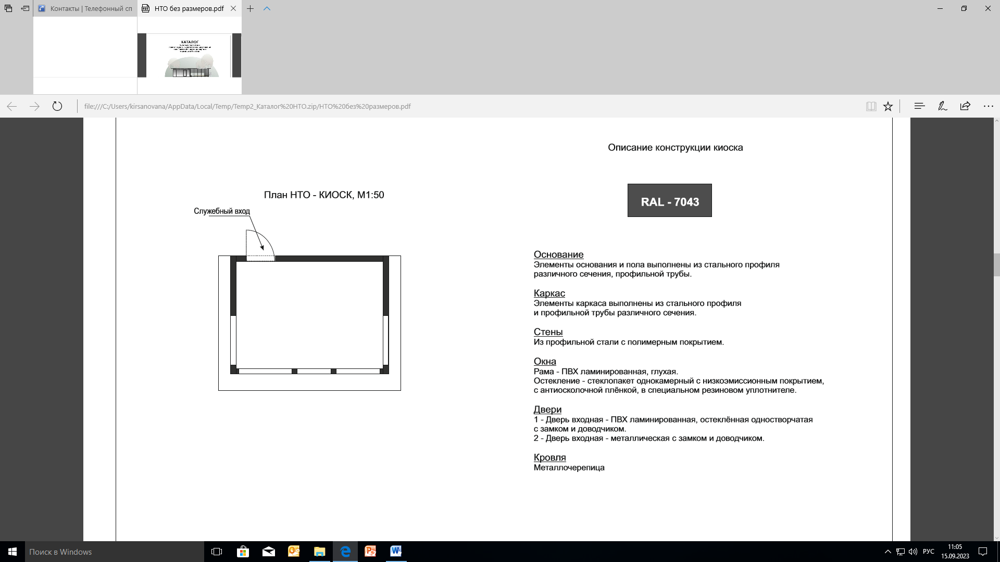 Контакты | Телефонный сп
НТО без размеров.pdf
КАТАЛОГ
file:///C:/Users/kirsanovana/AppData/Local/Temp/Temp2_Каталог%20НТО.zip/НТО%20без%20размеров.pdf
Описание конструкции киоска
План НТО - КИОСК, М1:50
RAL - 7043
Служебный вход
Основание
Элементы основания и пола выполнены из стального профиля
различного сечения, профильной трубы.
Каркас
Элементы каркаса выполнены из стального профиля
и профильной трубы различного сечения.
Стены
Из профильной стали с полимерным покрытием.
Окна
Рама - ПВХ ламинированная, глухая.
Остекление - стеклопакет однокамерный с низкоэмиссионным покрытием,
с антиосколочной плёнкой, в специальном резиновом уплотнителе.
Двери
1 - Дверь входная - ПВХ ламинированная, остеклённая одностворчатая
с замком и доводчиком.
2 - Дверь входная - металлическая с замком и доводчиком.
Кровля
Металлочерепица
Поиск в Windows
РУС
11:05
15.09.2023